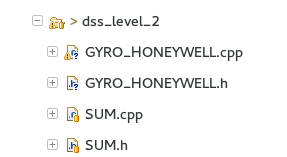 > dss_level_2
GYRO_HONEYWELL.cpp
GYRO_HONEYWELL.h
SUM.cpp
SUM.h